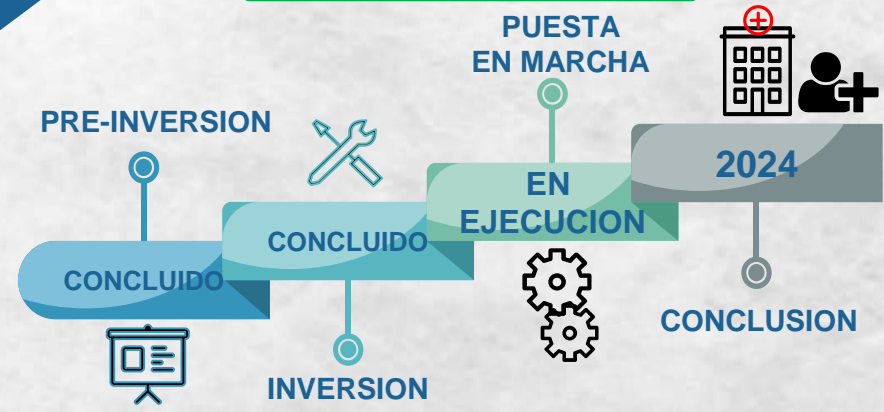 PUESTA
EN MARCHA
PRE-INVERSION
2024
EN
EJECUCION
CONCLUIDO
CONCLUIDO
CONCLUSION
INVERSION